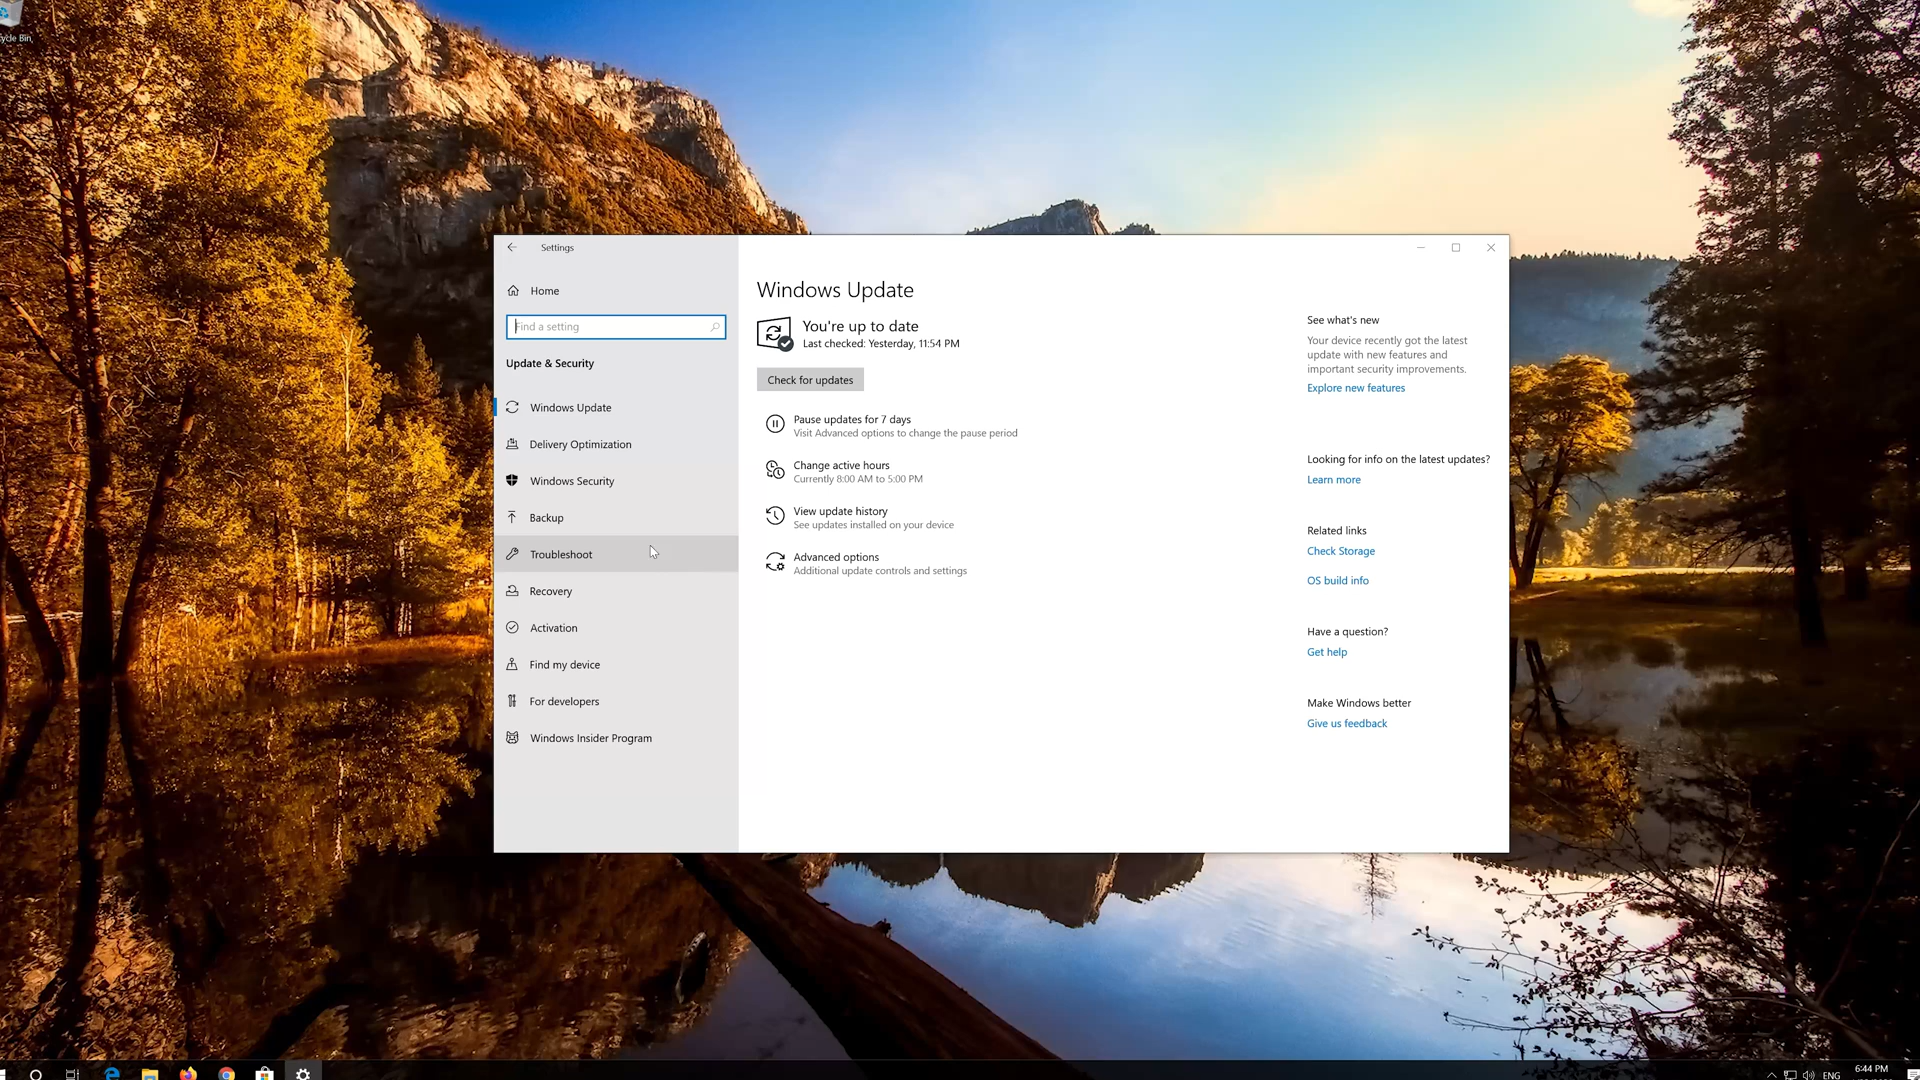 Settings
Home
Find a setting
Update & Security
Windows Update
Delivery Optimization
Windows Security
Backup
Troubleshoot
Recovery
Activation
Find my device
For developers
Windows Insider Program
Windows Update
You're up to date
Last checked: Yesterday, 11:54 PM
Check for updates
Pause updates for 7 days
Visit Advanced options to change the pause period
Change active hours
Currently 8:00 AM to 5:00 PM
View update history
See updates installed on your device
Advanced options
Additional update controls and settings
See what's new
Your device recently got the latest
update with new features and
important security improvements.
Explore new features
Looking for info on the latest updates?
Learn more
Related links
Check Storage
OS build info
Have a question?
Get help
Make Windows better
Give us feedback
ENG
6:44 PM